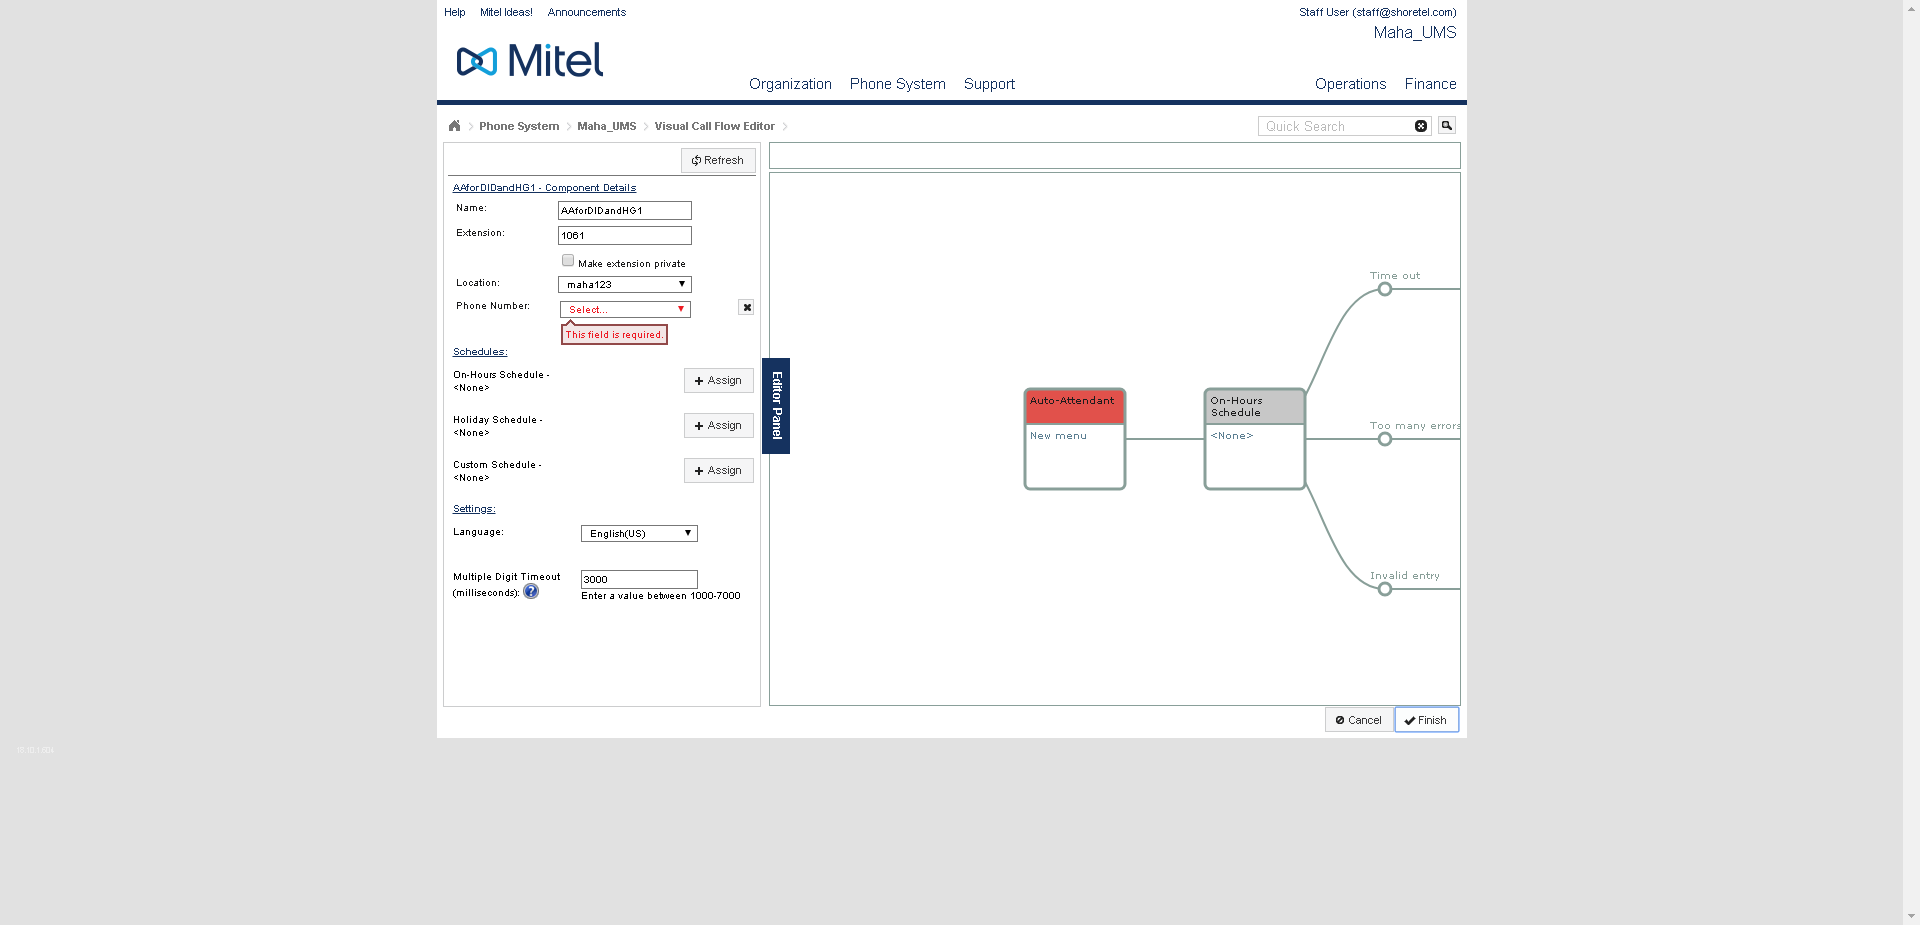 Help Mitel Ideas! Announcements Staff User (staff@shoretel.com)
Maha_UMS
Mitel
Organization Phone System Support Operations Finance
Phone System Maha_UMS Visual Call Flow Editor Quick Search
Refresh
AAforDIDandHG1 - Component Details
Name: AAforDIDandHG1
Extension: 1061
Make extension private
Location: maha123
Phone Number: Select...
This field is required.
Schedules:
On-Hours Schedule -
<None>
Assign
Holiday Schedule -
<None>
Assign
Custom Schedule -
<None>
Assign
Settings:
Language: English(US)
Multiple Digit Timeout
(milliseconds): ?
3000
Enter a value between 1000-7000
Editor Panel
Auto-Attendant
New menu
On-Hours
Schedule
<None>
Time out
Too many errors
Invalid entry
Cancel Finish